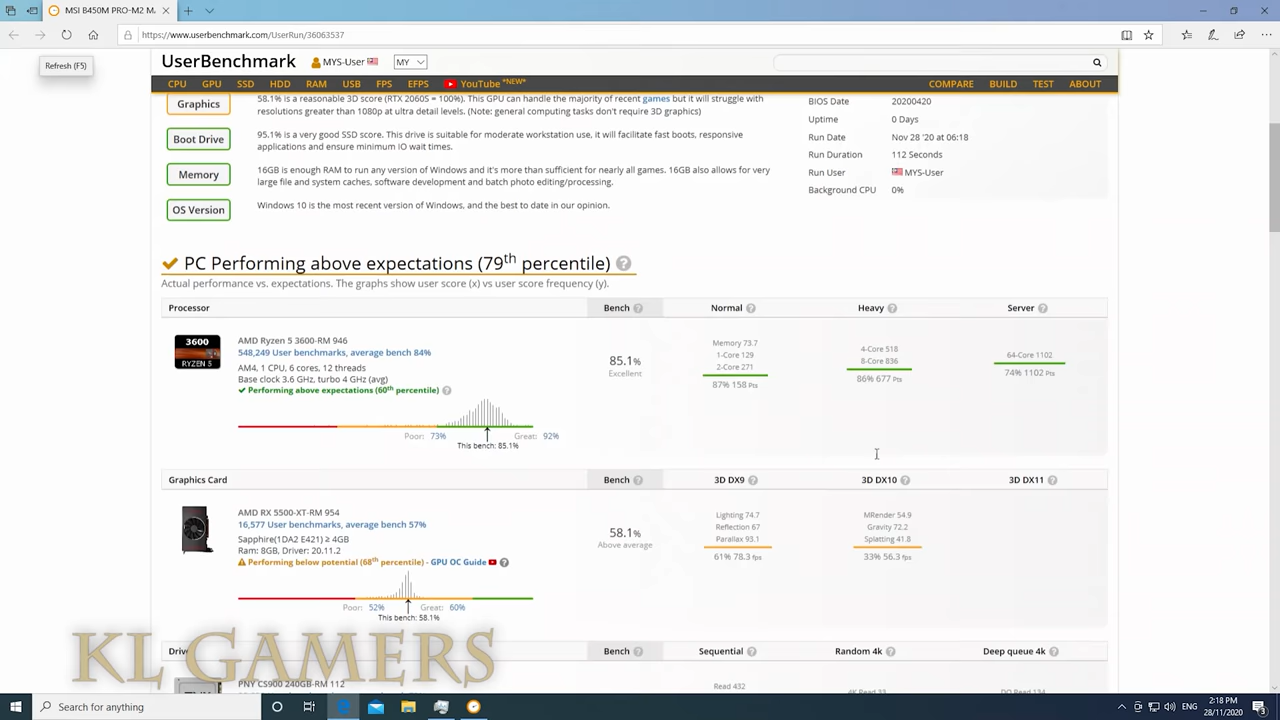 MSI B450M PRO-M2 M
https://www.userbenchmark.com/UserRun/36063537
Refresh (F5)
UserBenchmark
MYS-User
MY
CPU GPU SSD HDD RAM USB FPS EFPS YouTube *NEW* COMPARE BUILD TEST ABOUT
Graphics
58.1% is a reasonable 3D score (RTX 2060S = 100%). This GPU can handle the majority of recent games but it will struggle with
resolutions greater than 1080p at ultra detail levels. (Note: general computing tasks don't require 3D graphics)
Boot Drive
95.1% is a very good SSD score. This drive is suitable for moderate workstation use, it will facilitate fast boots, responsive
applications and ensure minimum IO wait times.
Memory
16GB is enough RAM to run any version of Windows and it's more than sufficient for nearly all games. 16GB also allows for very
large file and system caches, software development and batch photo editing/processing.
OS Version
Windows 10 is the most recent version of Windows, and the best to date in our opinion.
BIOS Date 20200420
Uptime 0 Days
Run Date Nov 28 '20 at 06:18
Run Duration 112 Seconds
Run User MYS-User
Background CPU 0%
PC Performing above expectations (79th percentile) ?
Actual performance vs. expectations. The graphs show user score (x) vs user score frequency (y).
Processor Bench ? Normal ? Heavy ? Server ?
3600
RYZEN 5
AMD Ryzen 5 3600-RM 946
548,249 User benchmarks, average bench 84%
AM4, 1 CPU, 6 cores, 12 threads
Base clock 3.6 GHz, turbo 4 GHz (avg)
Performing above expectations (60th percentile) ?
Poor: 73% Great: 92%
This bench: 85.1%
85.1%
Excellent
Memory 73.7
1-Core 129
2-Core 271
87% 158 Pts
4-Core 518
8-Core 836
86% 677 Pts
64-Core 1102
74% 1102 Pts
Graphics Card Bench ? 3D DX9 ? 3D DX10 ? 3D DX11 ?
AMD RX 5500-XT-RM 954
16,577 User benchmarks, average bench 57%
Sapphire(1DA2 E421) ≥ 4GB
Ram: 8GB, Driver: 20.11.2
Performing below potential (68th percentile) - GPU OC Guide ?
Poor: 52% Great: 60%
This bench: 58.1%
58.1%
Above average
Lighting 74.7
Reflection 67
Parallax 93.1
61% 78.3 fps
MRender 54.9
Gravity 72.2
Splatting 41.8
33% 56.3 fps
KL GAMERS
Bench ? Sequential ? Random 4k ? Deep queue 4k ?
PNY CS900 240GB-RM 112
Read 432
Type here to search
Search for anything
ENG
2:18 PM
28/11/2020